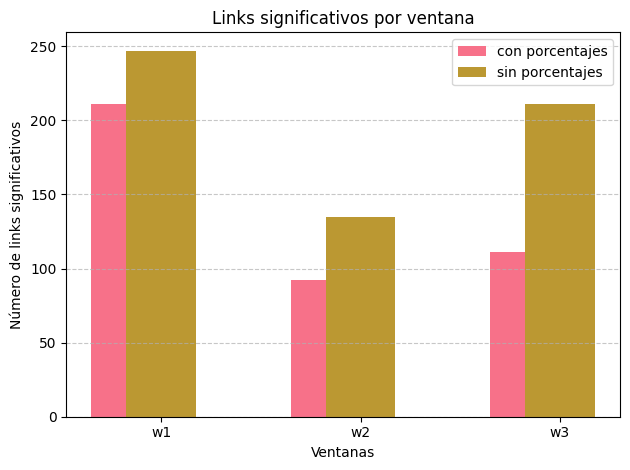 Links significativos por ventana
con porcentajes
sin porcentajes
Número de links significativos
250
200
150
100
50
0
w1
w2
w3
Ventanas